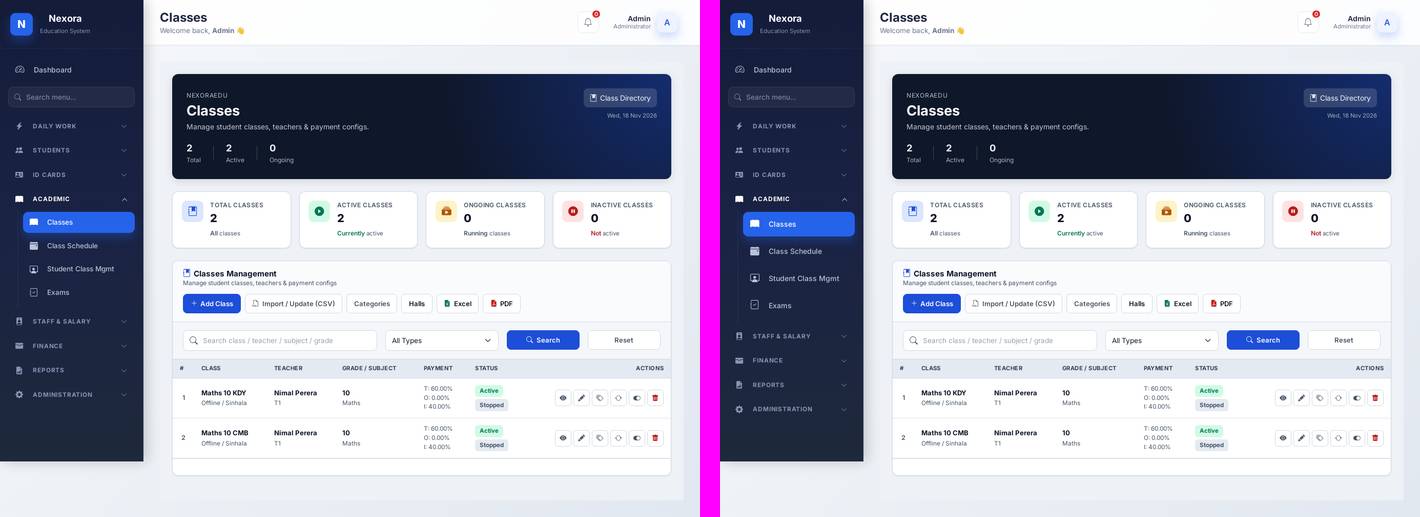 N
Nexora
Education System
Dashboard
Search menu...
DAILY WORK
STUDENTS
ID CARDS
ACADEMIC
Classes
Class Schedule
Student Class Mgmt
Exams
STAFF & SALARY
FINANCE
REPORTS
ADMINISTRATION
Classes
Welcome back, Admin 👋
0
Admin
Administrator
A
NEXORAEDU
Classes
Manage student classes, teachers & payment configs.
2 2 0
Total Active Ongoing
Class Directory
Wed, 18 Nov 2026
TOTAL CLASSES
2
All classes
ACTIVE CLASSES
2
Currently active
ONGOING CLASSES
0
Running classes
INACTIVE CLASSES
0
Not active
Classes Management
Manage student classes, teachers & payment configs
Add Class Import / Update (CSV) Categories Halls Excel PDF
Search class / teacher / subject / grade All Types Search Reset
# CLASS TEACHER GRADE / SUBJECT PAYMENT STATUS ACTIONS
1 Maths 10 KDY Nimal Perera 10 T: 60.00% Active
Offline / Sinhala T1 Maths O: 0.00% Stopped
I: 40.00%
2 Maths 10 CMB Nimal Perera 10 T: 60.00% Active
Offline / Sinhala T1 Maths O: 0.00% Stopped
I: 40.00%
N
Nexora
Education System
Dashboard
Search menu...
DAILY WORK
STUDENTS
ID CARDS
ACADEMIC
Classes
Class Schedule
Student Class Mgmt
Exams
STAFF & SALARY
FINANCE
REPORTS
ADMINISTRATION
Classes
Welcome back, Admin 👋
0
Admin
Administrator
A
NEXORAEDU
Classes
Manage student classes, teachers & payment configs.
2 2 0
Total Active Ongoing
Class Directory
Wed, 18 Nov 2026
TOTAL CLASSES
2
All classes
ACTIVE CLASSES
2
Currently active
ONGOING CLASSES
0
Running classes
INACTIVE CLASSES
0
Not active
Classes Management
Manage student classes, teachers & payment configs
Add Class Import / Update (CSV) Categories Halls Excel PDF
Search class / teacher / subject / grade All Types Search Reset
# CLASS TEACHER GRADE / SUBJECT PAYMENT STATUS ACTIONS
1 Maths 10 KDY Nimal Perera 10 T: 60.00% Active
Offline / Sinhala T1 Maths O: 0.00% Stopped
I: 40.00%
2 Maths 10 CMB Nimal Perera 10 T: 60.00% Active
Offline / Sinhala T1 Maths O: 0.00% Stopped
I: 40.00%